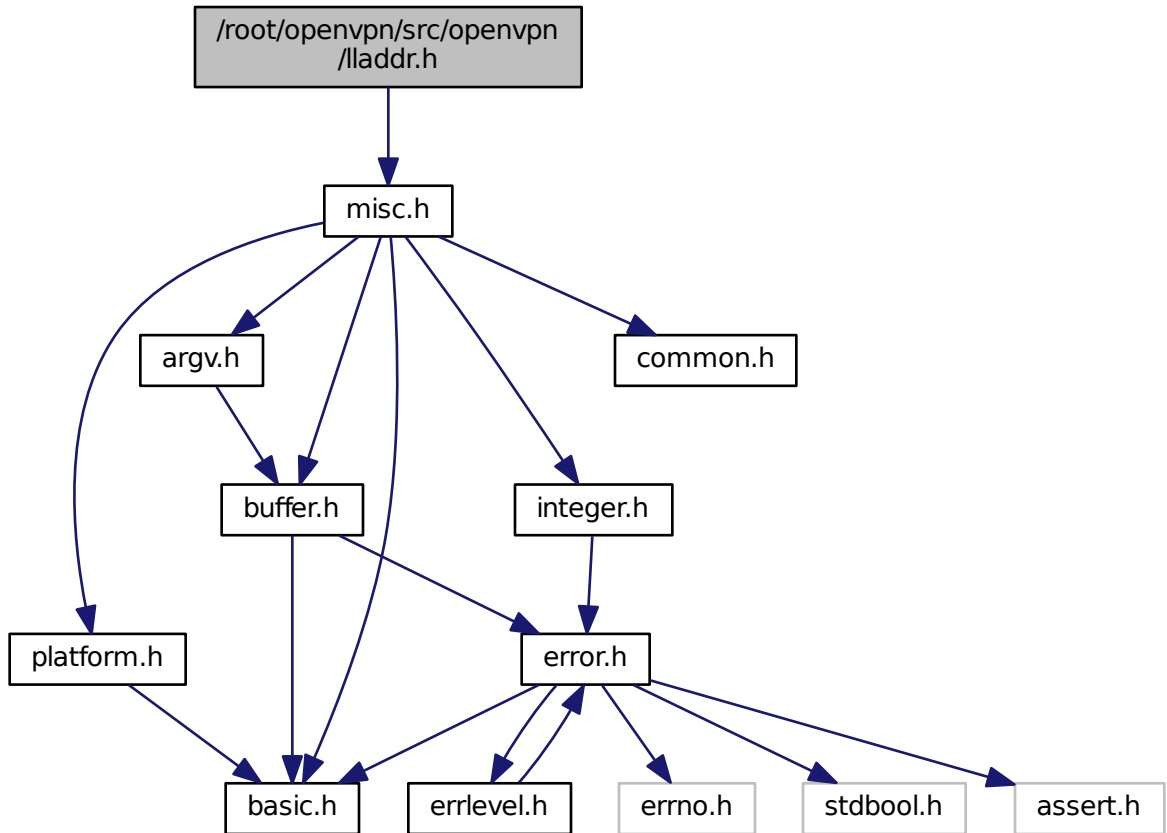 /root/openvpn/src/openvpn
/lladdr.h
misc.h
argv.h
common.h
buffer.h
integer.h
platform.h
error.h
basic.h
errlevel.h
errno.h
stdbool.h
assert.h